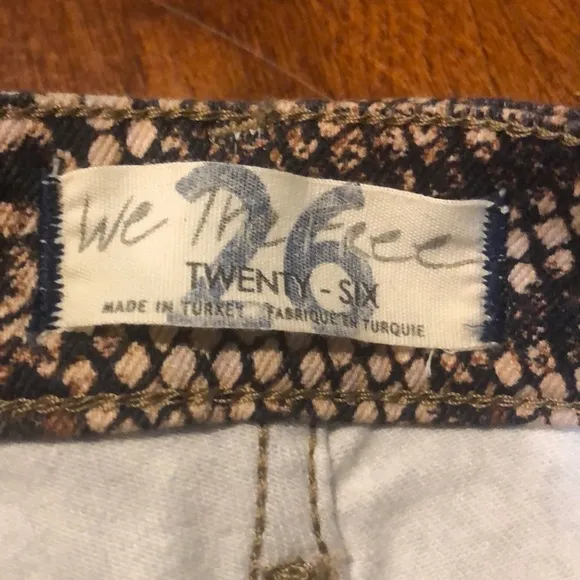 We The Free
26
TWENTY - SIX
MADE IN TURKEY FABRIQUE EN TURQUIE